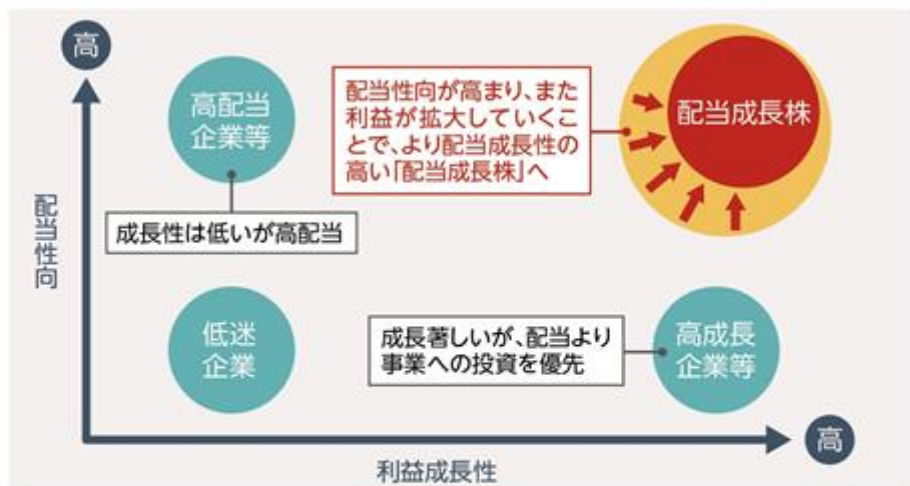 高
高配当
企業等
配当性向が高まり、また
利益が拡大していくこ
とで、より配当成長性の
高い「配当成長株」へ
配当成長株
成長性は低いが高配当
配当性向
低迷
企業
成長著しいが、配当より
事業への投資を優先
高成長
企業等
高
利益成長性